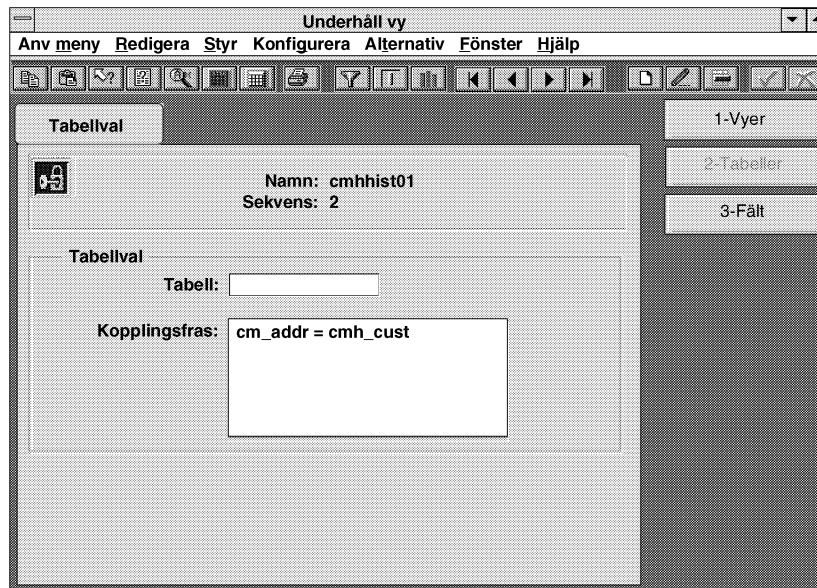 Underhåll vy
Anv meny Redigera Styr Konfigurera Alternativ Fönster Hjälp
Tabellval
1-Vyer
2-Tabeller
3-Fält
Namn: cmhhist01
Sekvens: 2
Tabellval
Tabell:
Kopplingsfras: cm_addr = cmh_cust